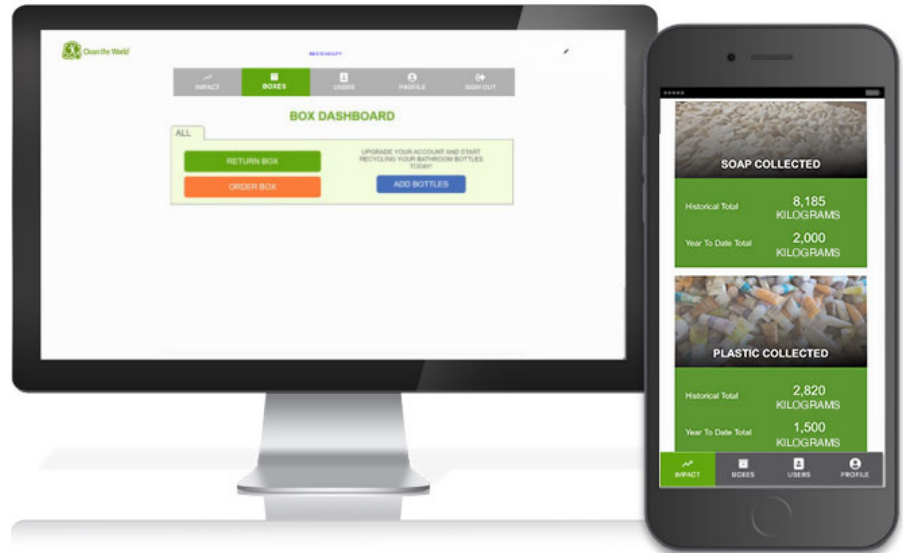 Clean the World
IMPACT
BOXES
USERS
PROFILE
SIGN OUT
BOX DASHBOARD
ALL
RETURN BOX
ORDER BOX
UPGRADE YOUR ACCOUNT AND START
RECYCLING YOUR BATHROOM BOTTLES
TODAY!
ADD BOTTLES
SOAP COLLECTED
Historical Total 8,185
KILOGRAMS
Year To Date Total 2,000
KILOGRAMS
PLASTIC COLLECTED
Historical Total 2,820
KILOGRAMS
Year To Date Total 1,500
KILOGRAMS
IMPACT
BOXES
USERS
PROFILE